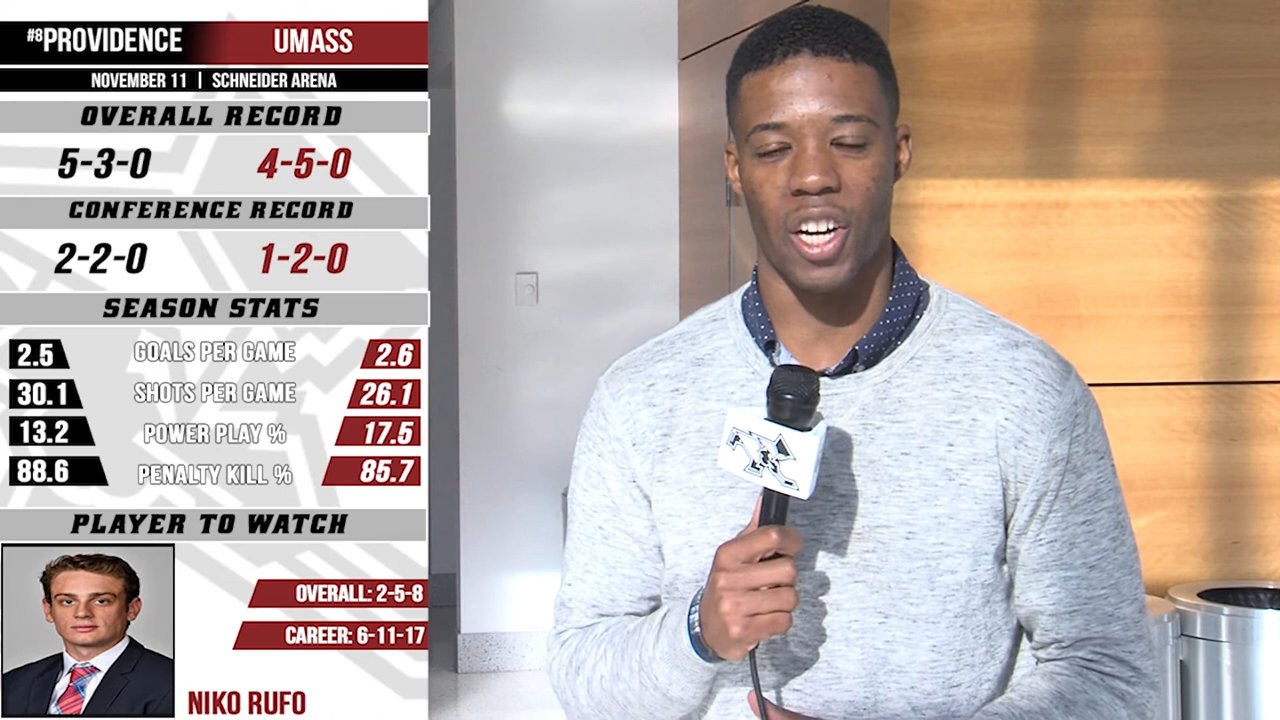 #8PROVIDENCE UMASS
NOVEMBER 11 | SCHNEIDER ARENA
OVERALL RECORD
5-3-0 4-5-0
CONFERENCE RECORD
2-2-0 1-2-0
SEASON STATS
2.5 GOALS PER GAME 2.6
30.1 SHOTS PER GAME 26.1
13.2 POWER PLAY % 17.5
88.6 PENALTY KILL % 85.7
PLAYER TO WATCH
OVERALL: 2-5-8
CAREER: 6-11-17
NIKO RUFO